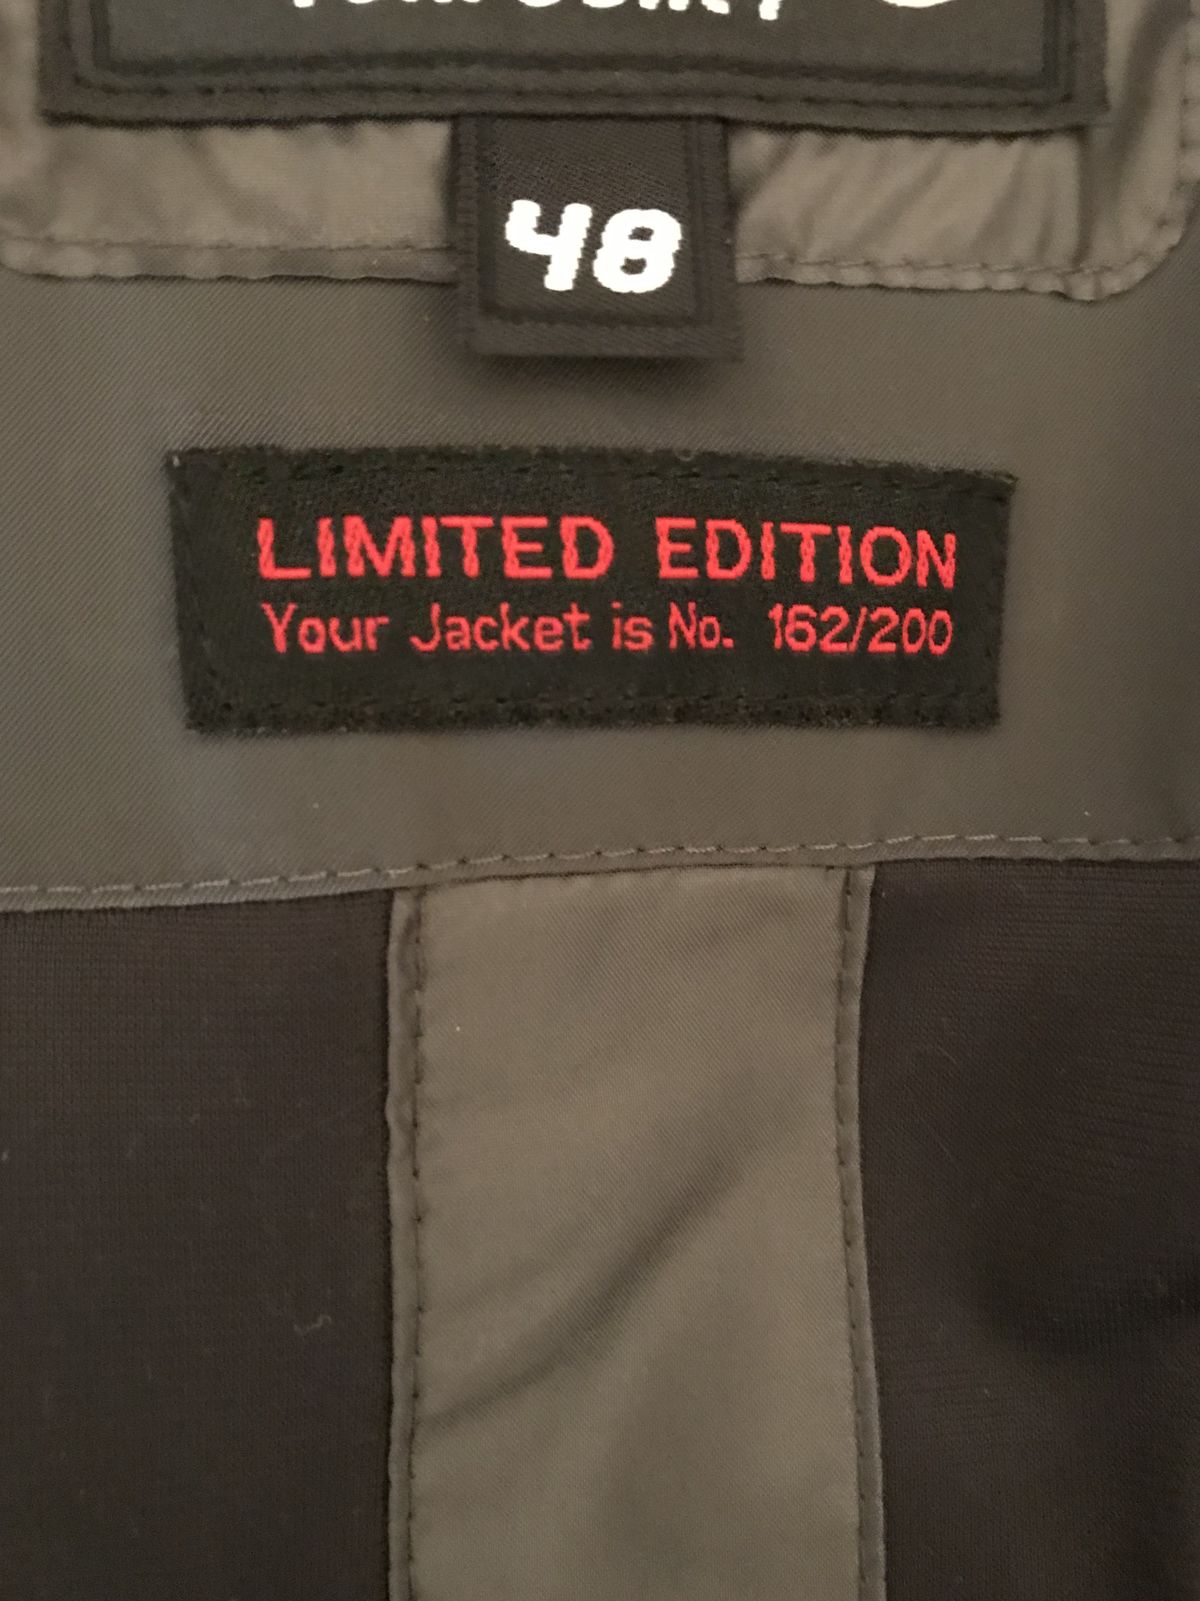 48
LIMITED EDITION
Your Jacket is No. 162/200